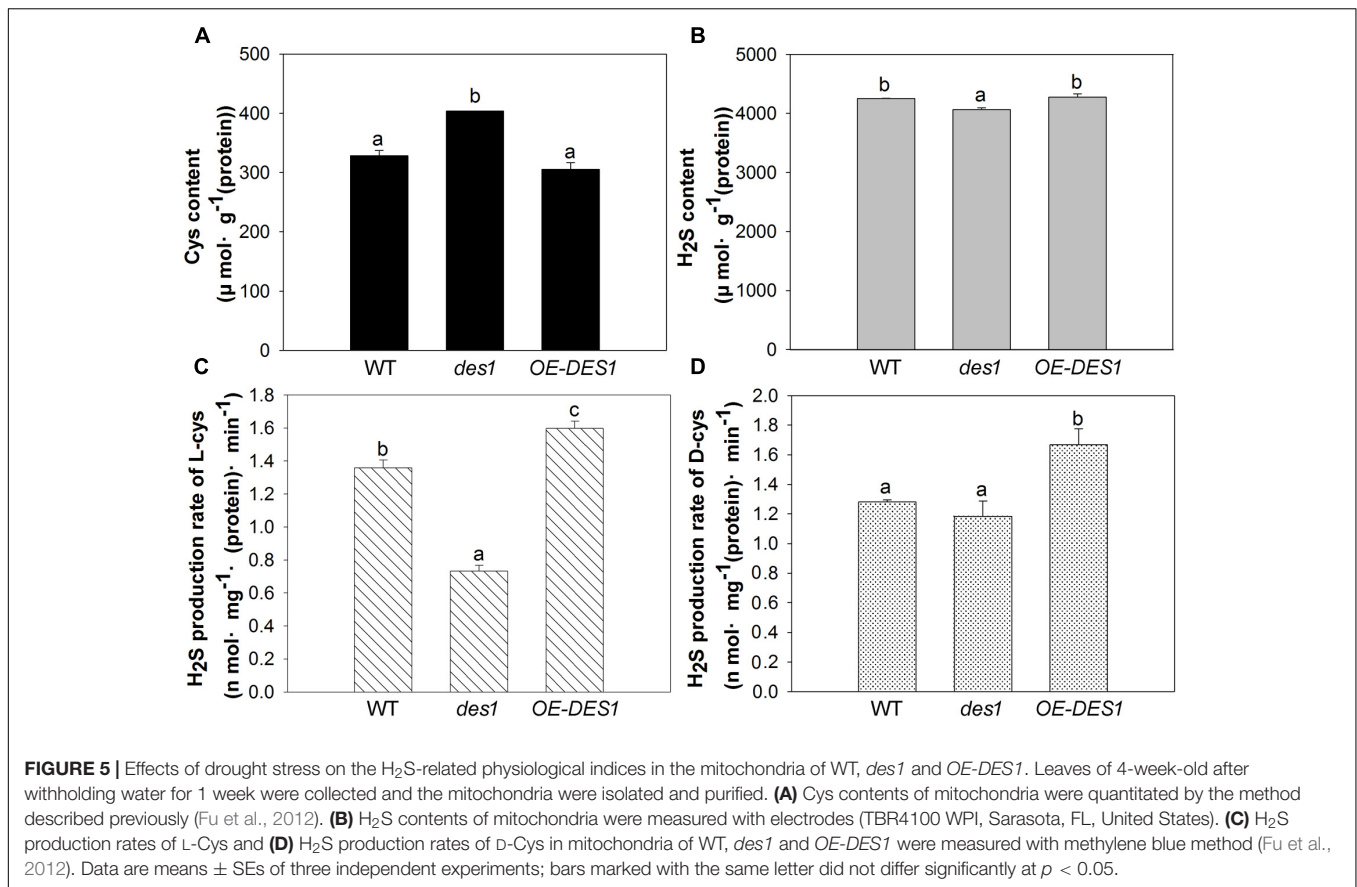 A
500
400
300
200
100
0
Cys content
(µ mol· g-1(protein))
a
b
a
WT des1 OE-DES1
B
5000
4000
3000
2000
1000
0
H2S content
(µ mol· g-1(protein))
b
a
b
WT des1 OE-DES1
C
1.8
1.6
1.4
1.2
1.0
0.8
0.6
0.4
0.2
0.0
H2S production rate of L-cys
(n mol· mg-1· (protein)· min-1)
b
a
c
WT des1 OE-DES1
D
2.0
1.8
1.6
1.4
1.2
1.0
0.8
0.6
0.4
0.2
0.0
H2S production rate of D-cys
(n mol· mg-1(protein)· min-1)
a
a
b
WT des1 OE-DES1
FIGURE 5 | Effects of drought stress on the H2S-related physiological indices in the mitochondria of WT, des1 and OE-DES1. Leaves of 4-week-old after
withholding water for 1 week were collected and the mitochondria were isolated and purified. (A) Cys contents of mitochondria were quantitated by the method
described previously (Fu et al., 2012). (B) H2S contents of mitochondria were measured with electrodes (TBR4100 WPI, Sarasota, FL, United States). (C) H2S
production rates of L-Cys and (D) H2S production rates of D-Cys in mitochondria of WT, des1 and OE-DES1 were measured with methylene blue method (Fu et al.,
2012). Data are means ± SEs of three independent experiments; bars marked with the same letter did not differ significantly at p < 0.05.